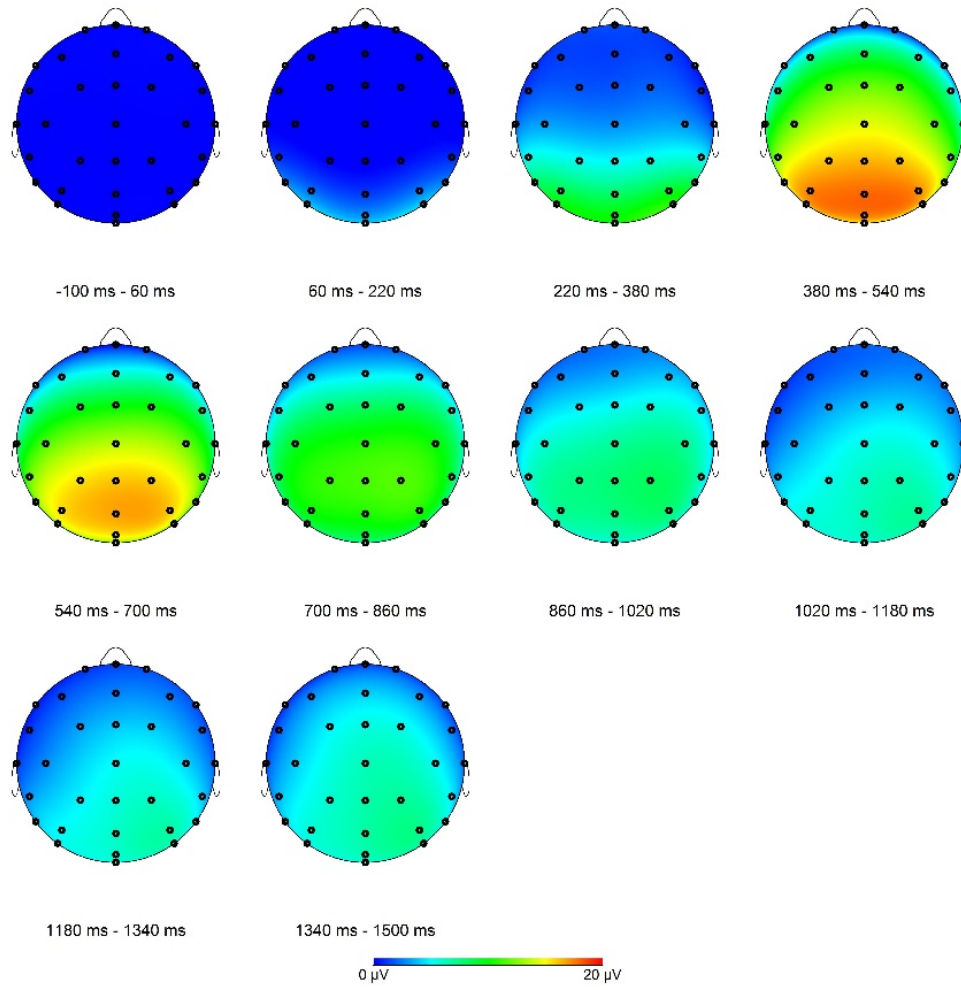 -100 ms - 60 ms
60 ms - 220 ms
220 ms - 380 ms
380 ms - 540 ms
540 ms - 700 ms
700 ms - 860 ms
860 ms - 1020 ms
1020 ms - 1180 ms
1180 ms - 1340 ms
1340 ms - 1500 ms
0 µV
20 µV